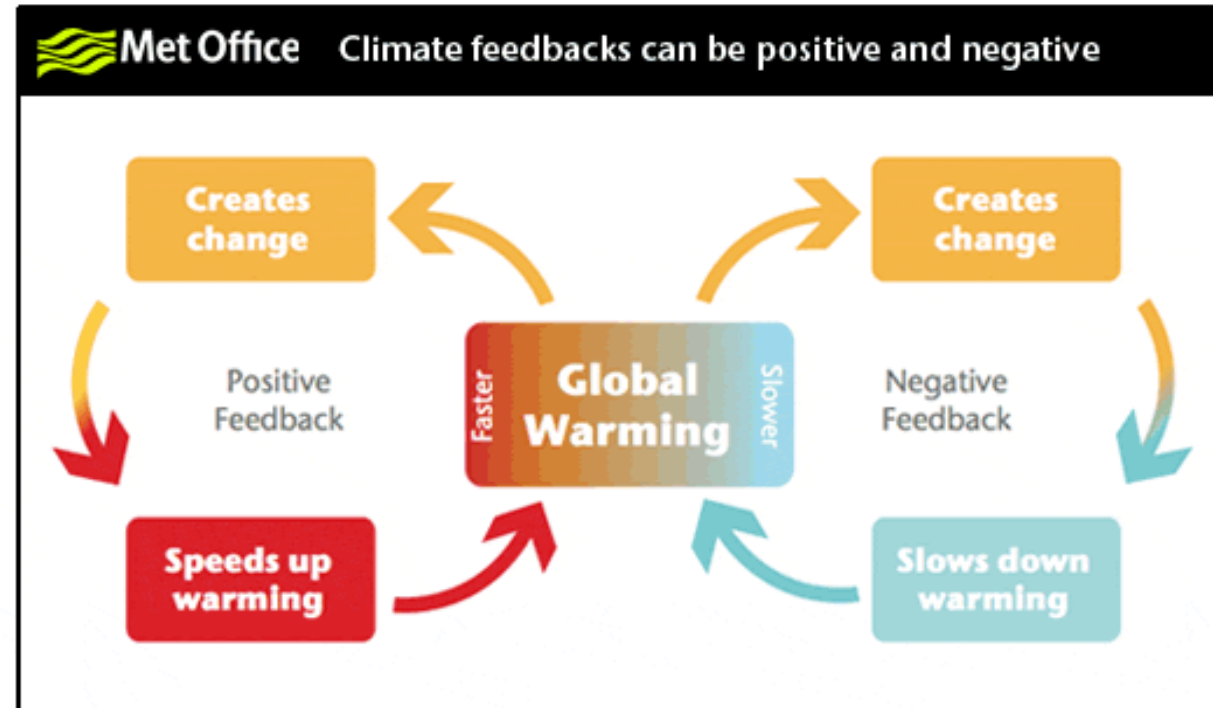 Met Office Climate feedbacks can be positive and negative
Creates
change
Creates
change
Positive
Feedback
Faster
Global
Warming
Slower
Negative
Feedback
Speeds up
warming
Slows down
warming